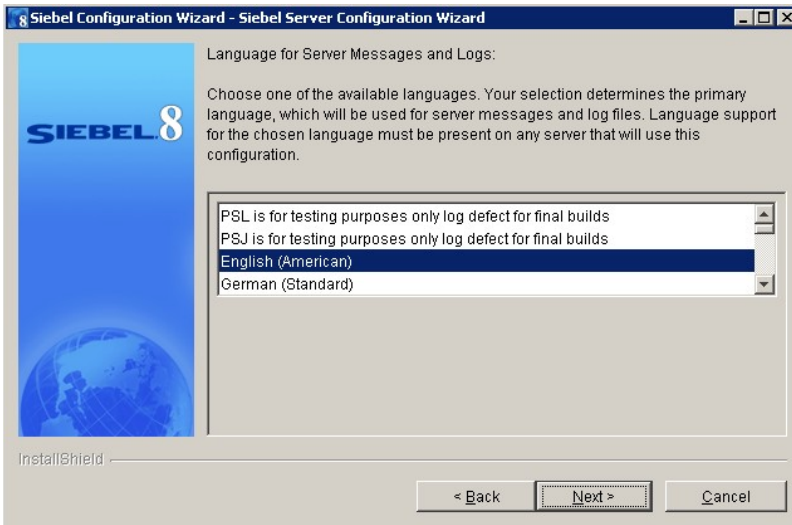 Siebel Configuration Wizard - Siebel Server Configuration Wizard
Language for Server Messages and Logs:
Choose one of the available languages. Your selection determines the primary
language, which will be used for server messages and log files. Language support
for the chosen language must be present on any server that will use this
configuration.
SIEBEL. 8
PSL is for testing purposes only log defect for final builds
PSJ is for testing purposes only log defect for final builds
English (American)
German (Standard)
InstallShield
< Back
Next >
Cancel